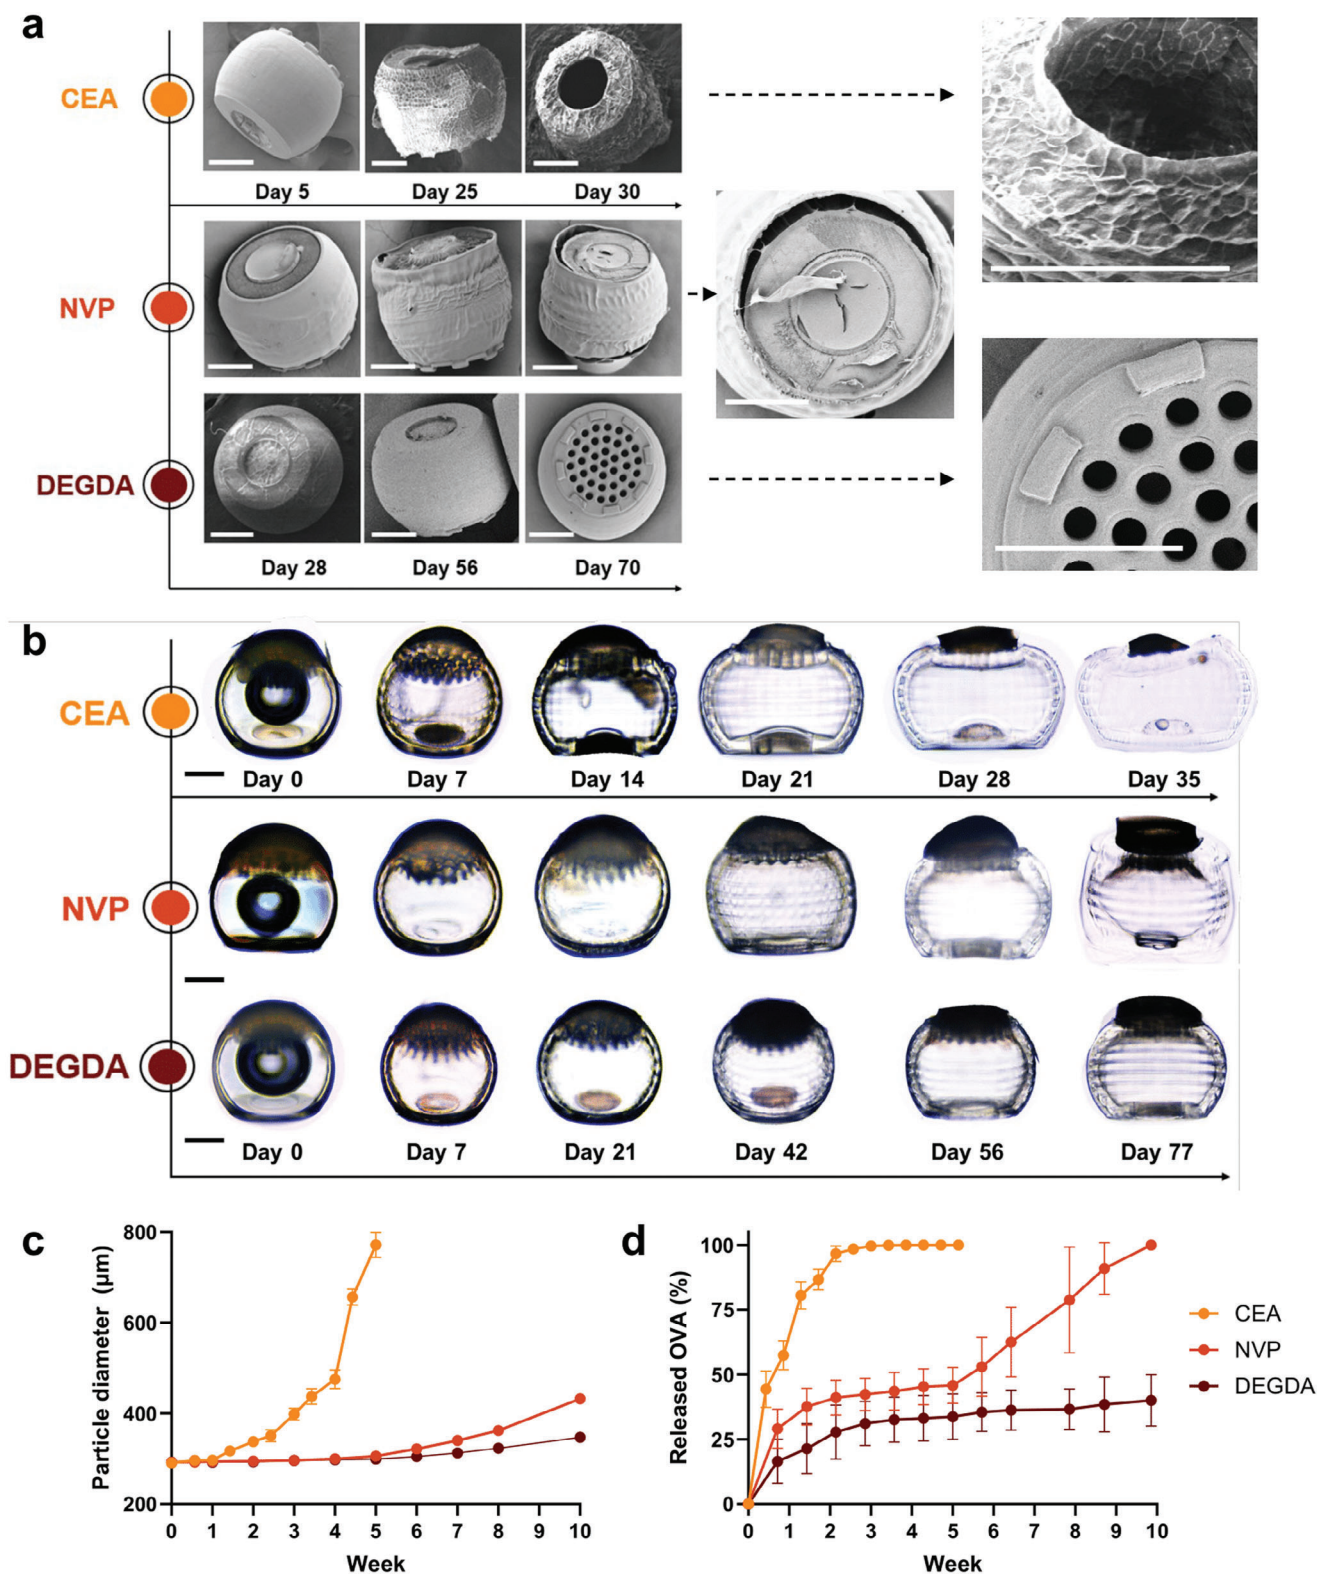 a
CEA
Day 5 Day 25 Day 30
NVP
DEGDA
Day 28 Day 56 Day 70
b
CEA
Day 0 Day 7 Day 14 Day 21 Day 28 Day 35
NVP
DEGDA
Day 0 Day 7 Day 21 Day 42 Day 56 Day 77
c
Particle diameter (µm)
800
600
400
200
0 1 2 3 4 5 6 7 8 9 10
Week
d
Released OVA (%)
100
75
50
25
0
0 1 2 3 4 5 6 7 8 9 10
Week
CEA
NVP
DEGDA